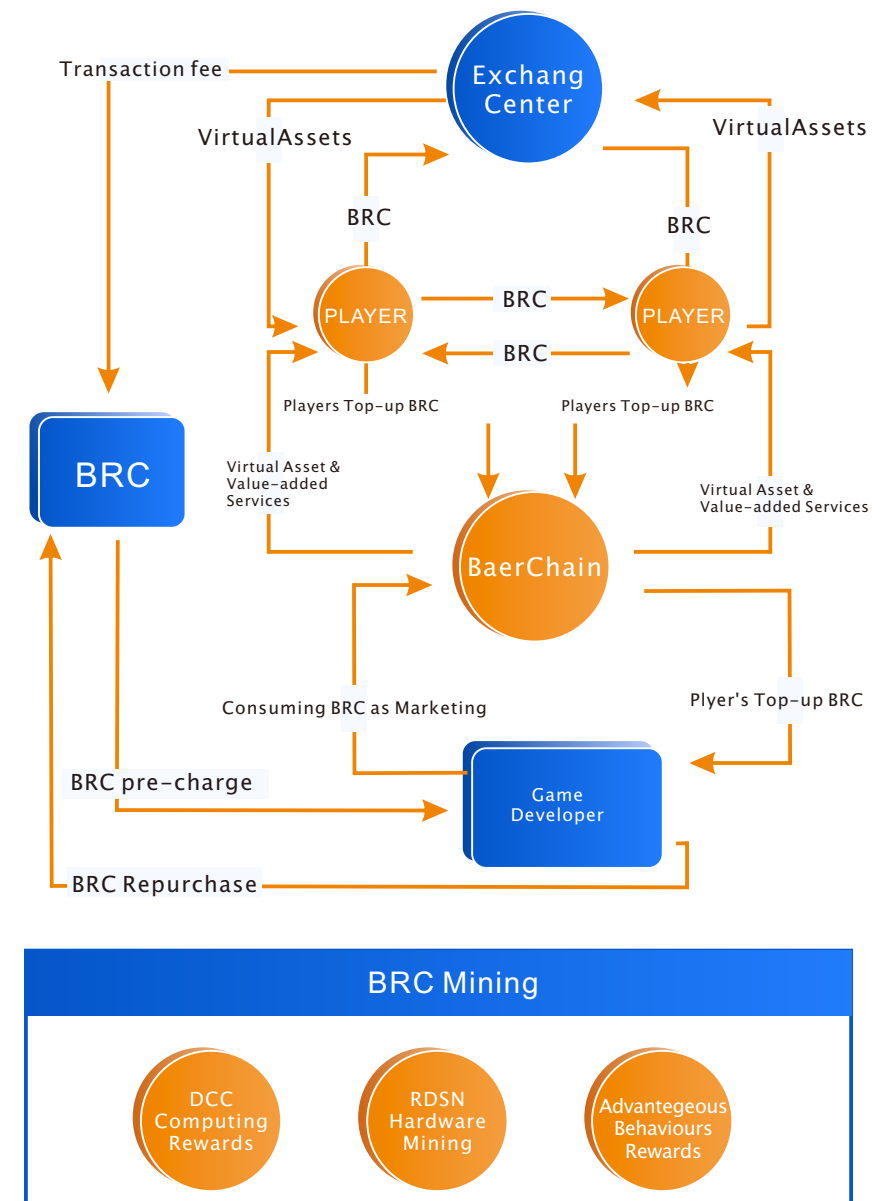 Exchang
Center
Transaction fee
VirtualAssets
VirtualAssets
BRC
BRC
PLAYER
BRC
PLAYER
BRC
Players Top-up BRC
Players Top-up BRC
BRC
Virtual Asset &
Value-added
Services
Virtual Asset &
Value-added Services
BaerChain
Consuming BRC as Marketing
Plyer's Top-up BRC
BRC pre-charge
Game
Developer
BRC Repurchase
BRC Mining
DCC
Computing
Rewards
RDSN
Hardware
Mining
Advantegeous
Behaviours
Rewards